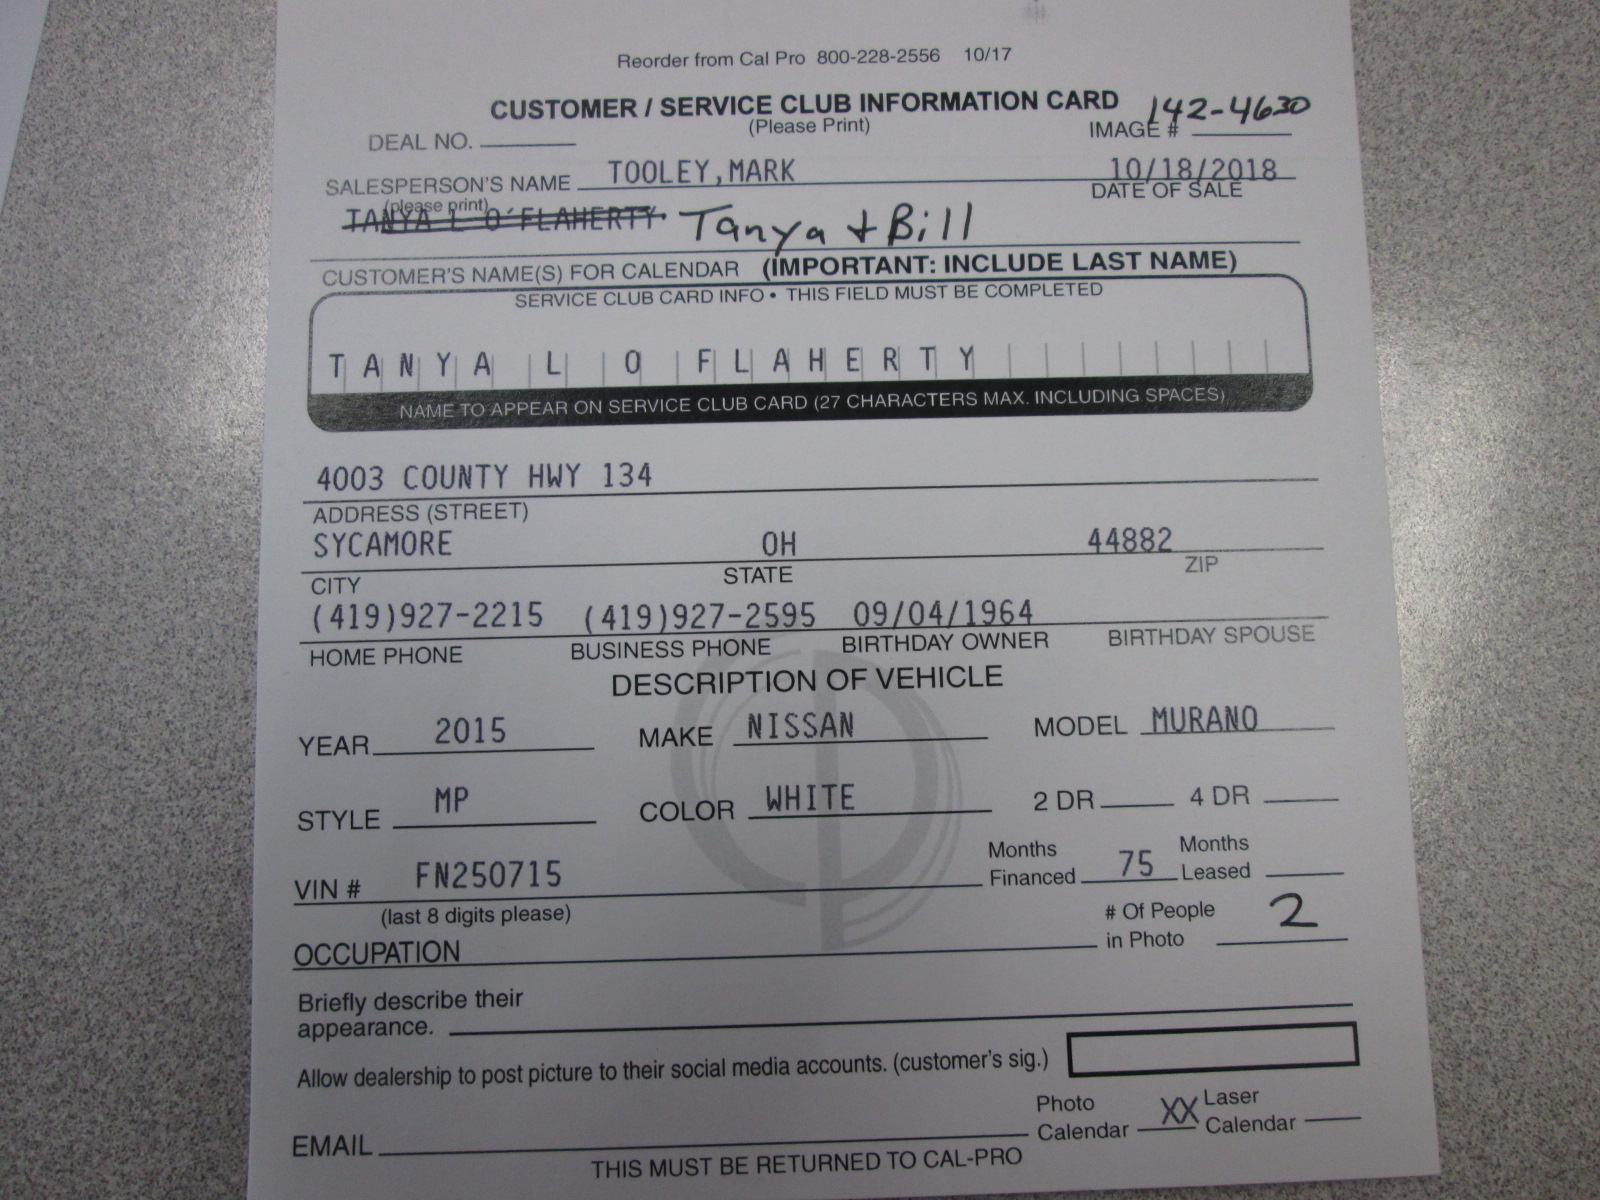 Reorder from Cal Pro 800-228-2556 10/17
CUSTOMER / SERVICE CLUB INFORMATION CARD 142-4630
(Please Print)
DEAL NO. IMAGE #
SALESPERSON'S NAME TOOLEY,MARK 10/18/2018
(please print) DATE OF SALE
TANYA L O'FLAHERTY Tanya + Bill
CUSTOMER'S NAME(S) FOR CALENDAR (IMPORTANT: INCLUDE LAST NAME)
SERVICE CLUB CARD INFO • THIS FIELD MUST BE COMPLETED
TANYA L O FLAHERTY
NAME TO APPEAR ON SERVICE CLUB CARD (27 CHARACTERS MAX. INCLUDING SPACES)
4003 COUNTY HWY 134
ADDRESS (STREET)
SYCAMORE OH 44882
CITY STATE ZIP
(419)927-2215 (419)927-2595 09/04/1964
HOME PHONE BUSINESS PHONE BIRTHDAY OWNER BIRTHDAY SPOUSE
DESCRIPTION OF VEHICLE
YEAR 2015 MAKE NISSAN MODEL MURANO
STYLE MP COLOR WHITE 2 DR 4 DR
VIN # FN250715 Months Financed 75 Months Leased
(last 8 digits please)
OCCUPATION # Of People in Photo 2
Briefly describe their
appearance.
Allow dealership to post picture to their social media accounts. (customer's sig.)
EMAIL Photo Calendar XX Laser Calendar
THIS MUST BE RETURNED TO CAL-PRO